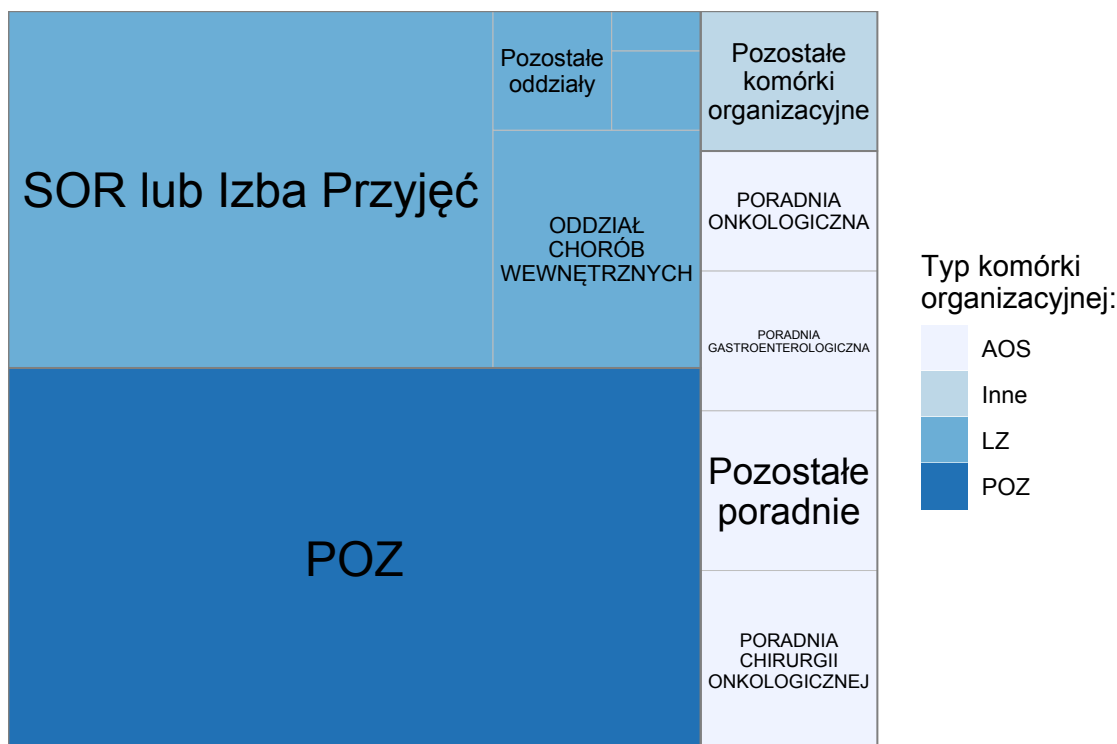 SOR lub Izba Przyjęć
Pozostałe
oddziały
ODDZIAŁ
CHORÓB
WEWNĘTRZNYCH
POZ
Pozostałe
komórki
organizacyjne
PORADNIA
ONKOLOGICZNA
PORADNIA
GASTROENTEROLOGICZNA
Pozostałe
poradnie
PORADNIA
CHIRURGII
ONKOLOGICZNEJ
Typ komórki
organizacyjnej:
AOS
Inne
LZ
POZ